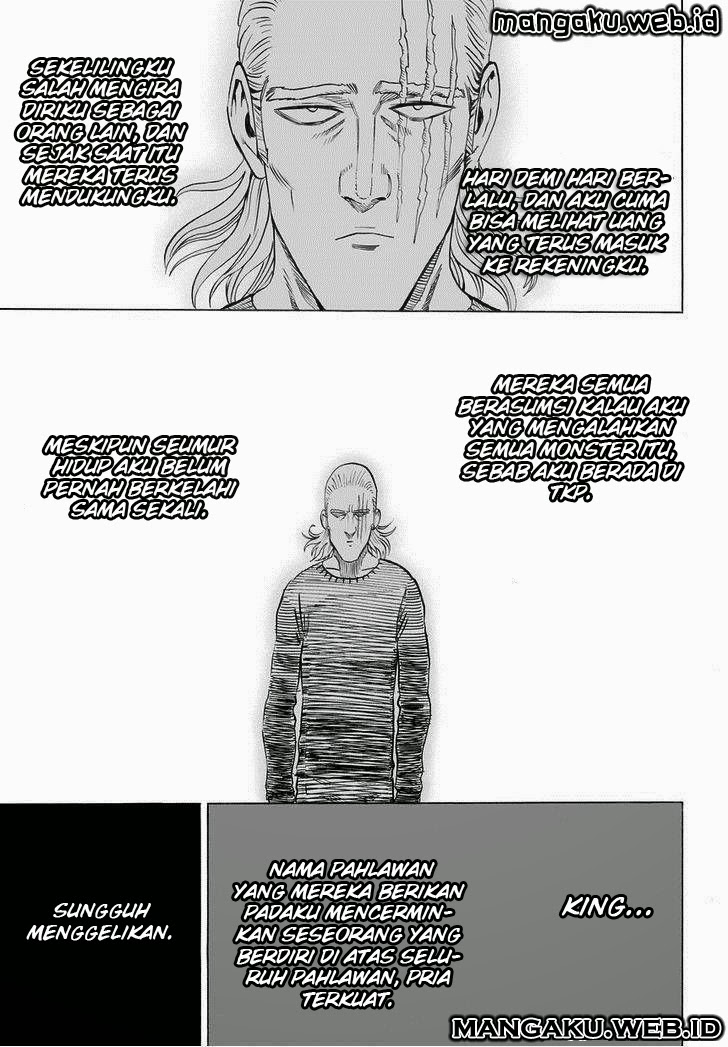 mangaku.web.id
HARI DEMI HARI BER-
LALU, DAN AKU CUMA
BISA MELIHAT UANG
YANG TERUS MASUK
KE REKENINGKU.
SEKELILINGKU
SALAH MENGIRA
DIRIKU SEBAGAI
ORANG LAIN, DAN
SEJAK SAAT ITU
MEREKA TERUS
MENDUKUNGKU.
MEREKA SEMUA
BERASUMSI KALAU AKU
YANG MENGALAHKAN
SEMUA MONSTER ITU,
SEBAB AKU BERADA DI
TKP.
MESKIPUN SEUMUR
HIDUP AKU BELUM
PERNAH BERKELAHI
SAMA SEKALI.
KING...
NAMA PAHLAWAN
YANG MEREKA BERIKAN
PADAKU MENCERMIN-
KAN SESEORANG YANG
BERDIRI DI ATAS SELU-
RUH PAHLAWAN, PRIA
TERKUAT.
SUNGGUH
MENGGELIKAN.
MANGAKU.WEB.ID